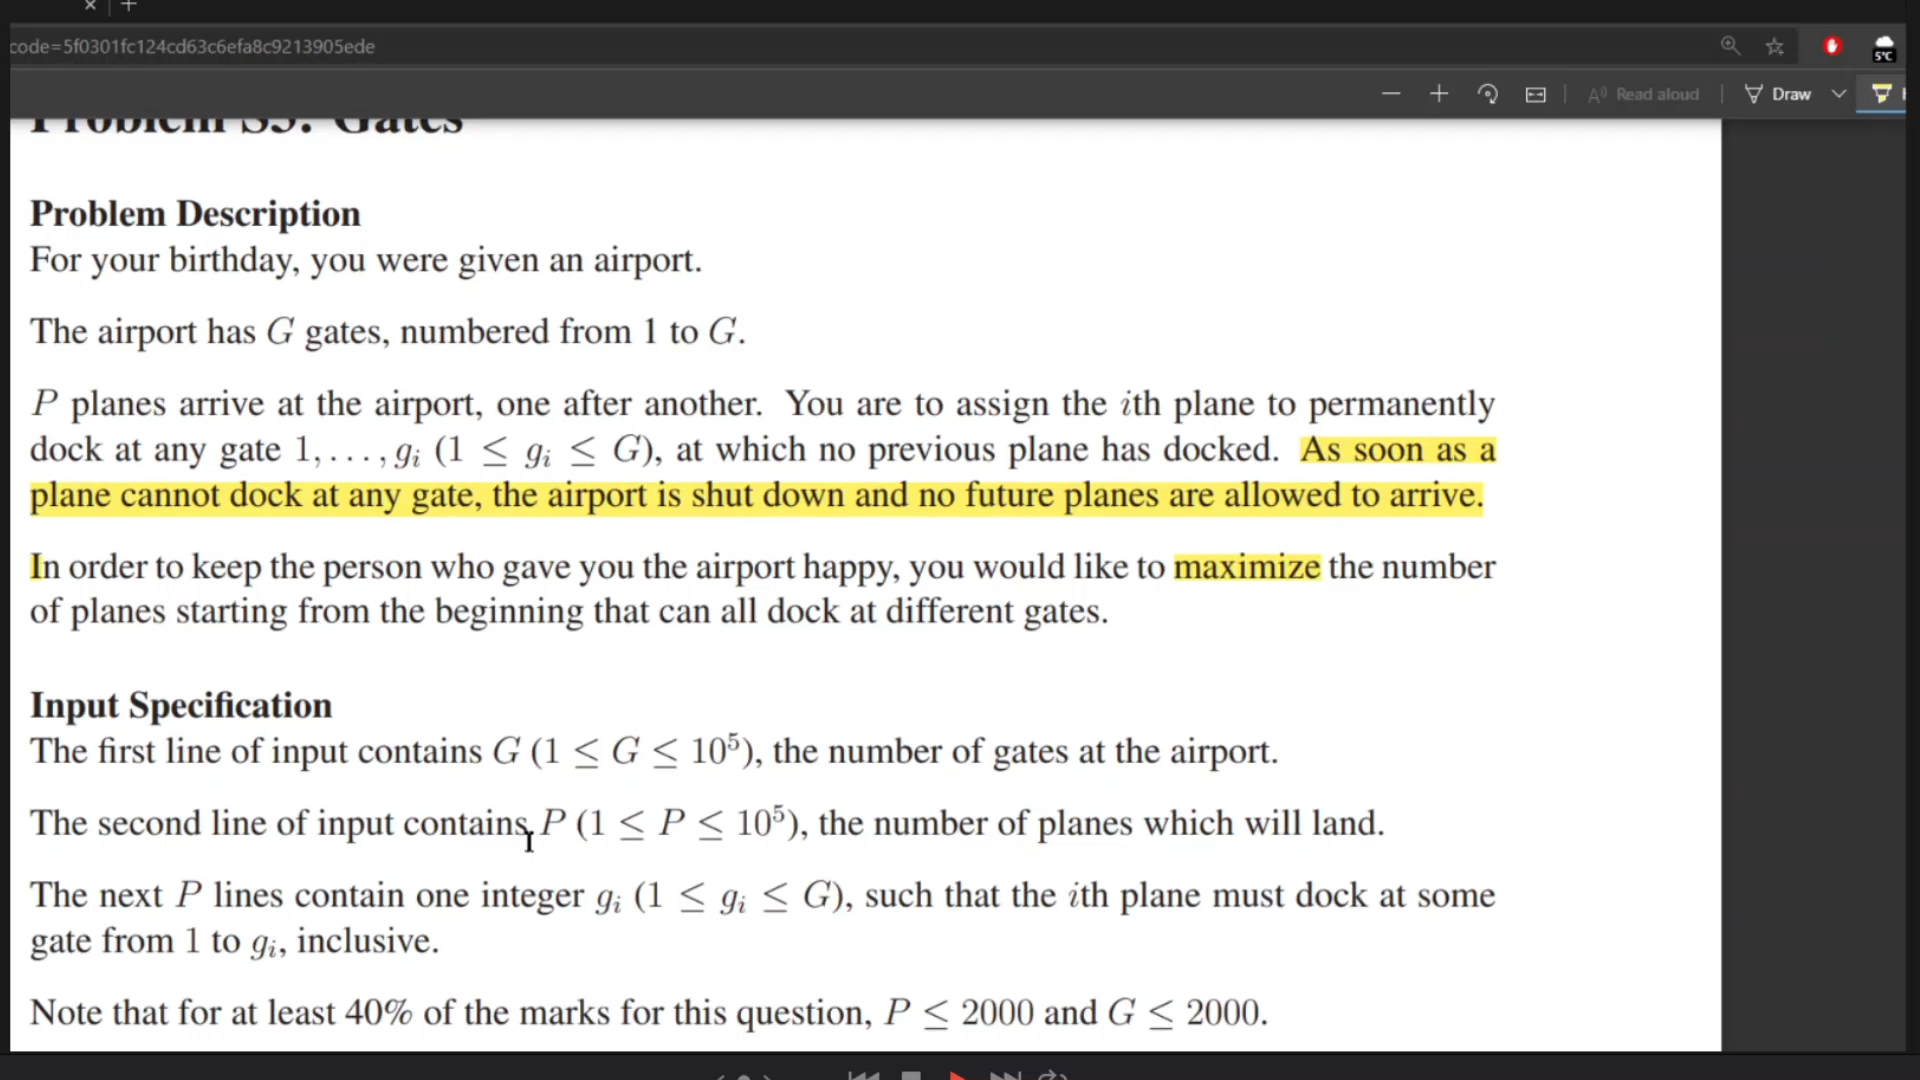 code=5f0301fc124cd63c6efa8c9213905ede
5°C
Read aloud
Draw
Problem S3: Gates
Problem Description
For your birthday, you were given an airport.
The airport has G gates, numbered from 1 to G.
P planes arrive at the airport, one after another. You are to assign the ith plane to permanently
dock at any gate 1, . . . , gᵢ (1 ≤ gᵢ ≤ G), at which no previous plane has docked. As soon as a
plane cannot dock at any gate, the airport is shut down and no future planes are allowed to arrive.
In order to keep the person who gave you the airport happy, you would like to maximize the number
of planes starting from the beginning that can all dock at different gates.
Input Specification
The first line of input contains G (1 ≤ G ≤ 10⁵), the number of gates at the airport.
The second line of input contains P (1 ≤ P ≤ 10⁵), the number of planes which will land.
The next P lines contain one integer gᵢ (1 ≤ gᵢ ≤ G), such that the ith plane must dock at some
gate from 1 to gᵢ, inclusive.
Note that for at least 40% of the marks for this question, P ≤ 2000 and G ≤ 2000.